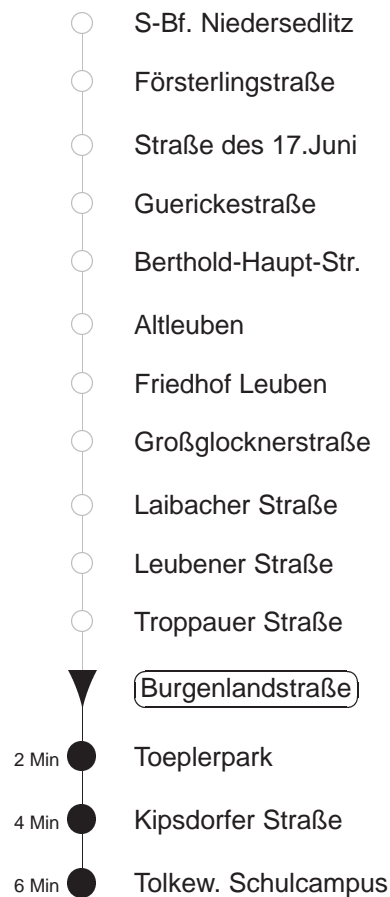 S-Bf. Niedersedlitz
Försterlingstraße
Straße des 17.Juni
Guerickestraße
Berthold-Haupt-Str.
Altleuben
Friedhof Leuben
Großglocknerstraße
Laibacher Straße
Leubener Straße
Troppauer Straße
Burgenlandstraße
2 Min Toeplerpark
4 Min Kipsdorfer Straße
6 Min Tolkew. Schulcampus